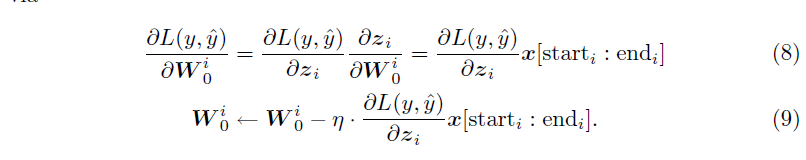 via
∂L(y, ŷ)/∂W₀ⁱ = ∂L(y, ŷ)/∂zᵢ ∂zᵢ/∂W₀ⁱ = ∂L(y, ŷ)/∂zᵢ x[startᵢ : endᵢ] (8)
W₀ⁱ ← W₀ⁱ − η · ∂L(y, ŷ)/∂zᵢ x[startᵢ : endᵢ]. (9)